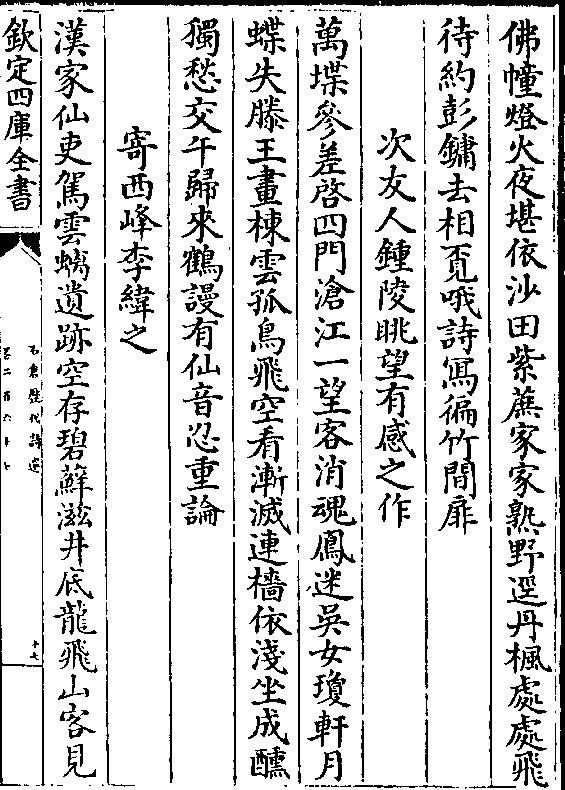 佛幢燈火夜堪依沙田紫蔗家家熟野逕丹楓處處飛
待約彭鏞去相覔哦詩寫徧竹間扉
次友人鍾陵眺望有感之作
萬堞參差啓四門滄江一望客消魂鳳迷吳女瓊軒月
蝶失滕王畫棟雲孤鳥飛空看漸滅連檣依淺坐成醺
獨愁交午歸來鶴謾有仙音忍重論
寄西峰李緯之
漢家仙吏駕雲螭遺跡空存碧蘚滋井底龍飛山客見
欽定四庫全書
石倉歷代詩選
卷二百六十七
十七